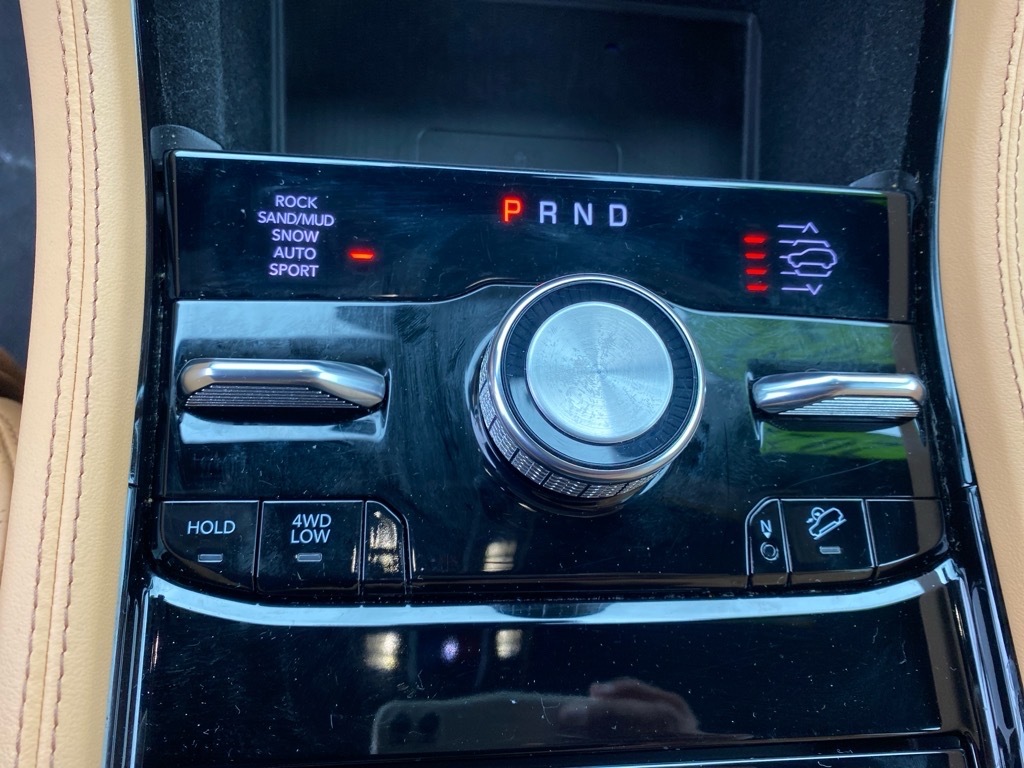 ROCK
SAND/MUD
SNOW
AUTO
SPORT
P R N D
HOLD
4WD
LOW
N